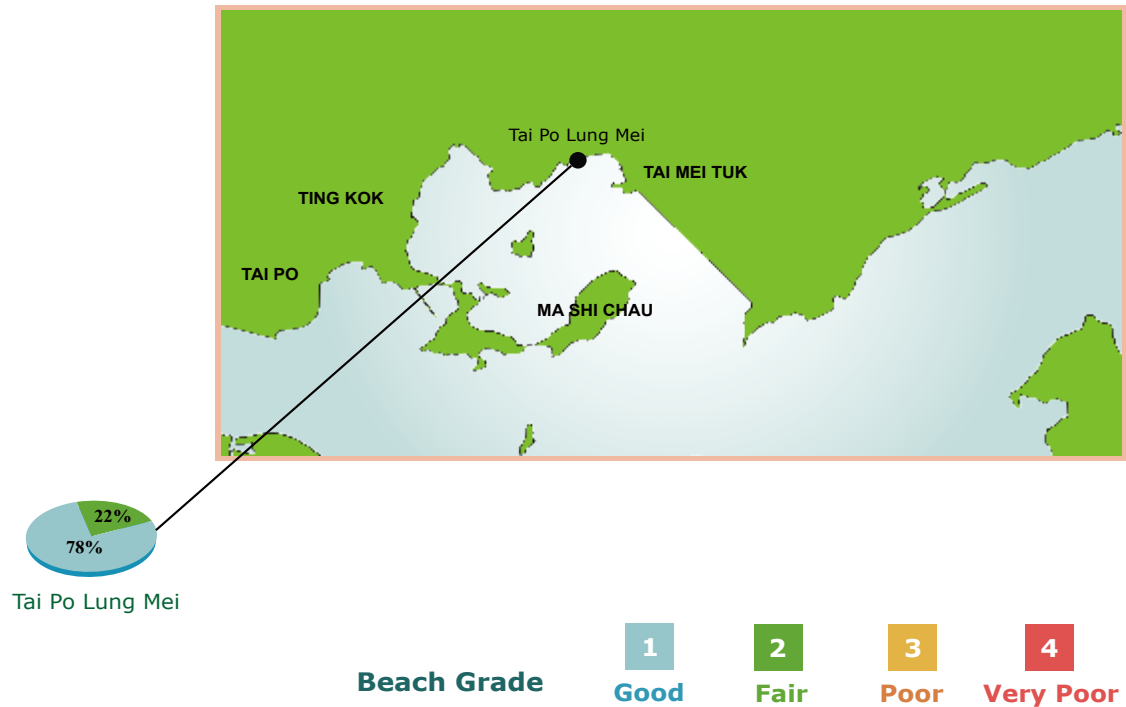 Tai Po Lung Mei
TAI MEI TUK
TING KOK
TAI PO
MA SHI CHAU
22%
78%
Tai Po Lung Mei
Beach Grade
1
Good
2
Fair
3
Poor
4
Very Poor